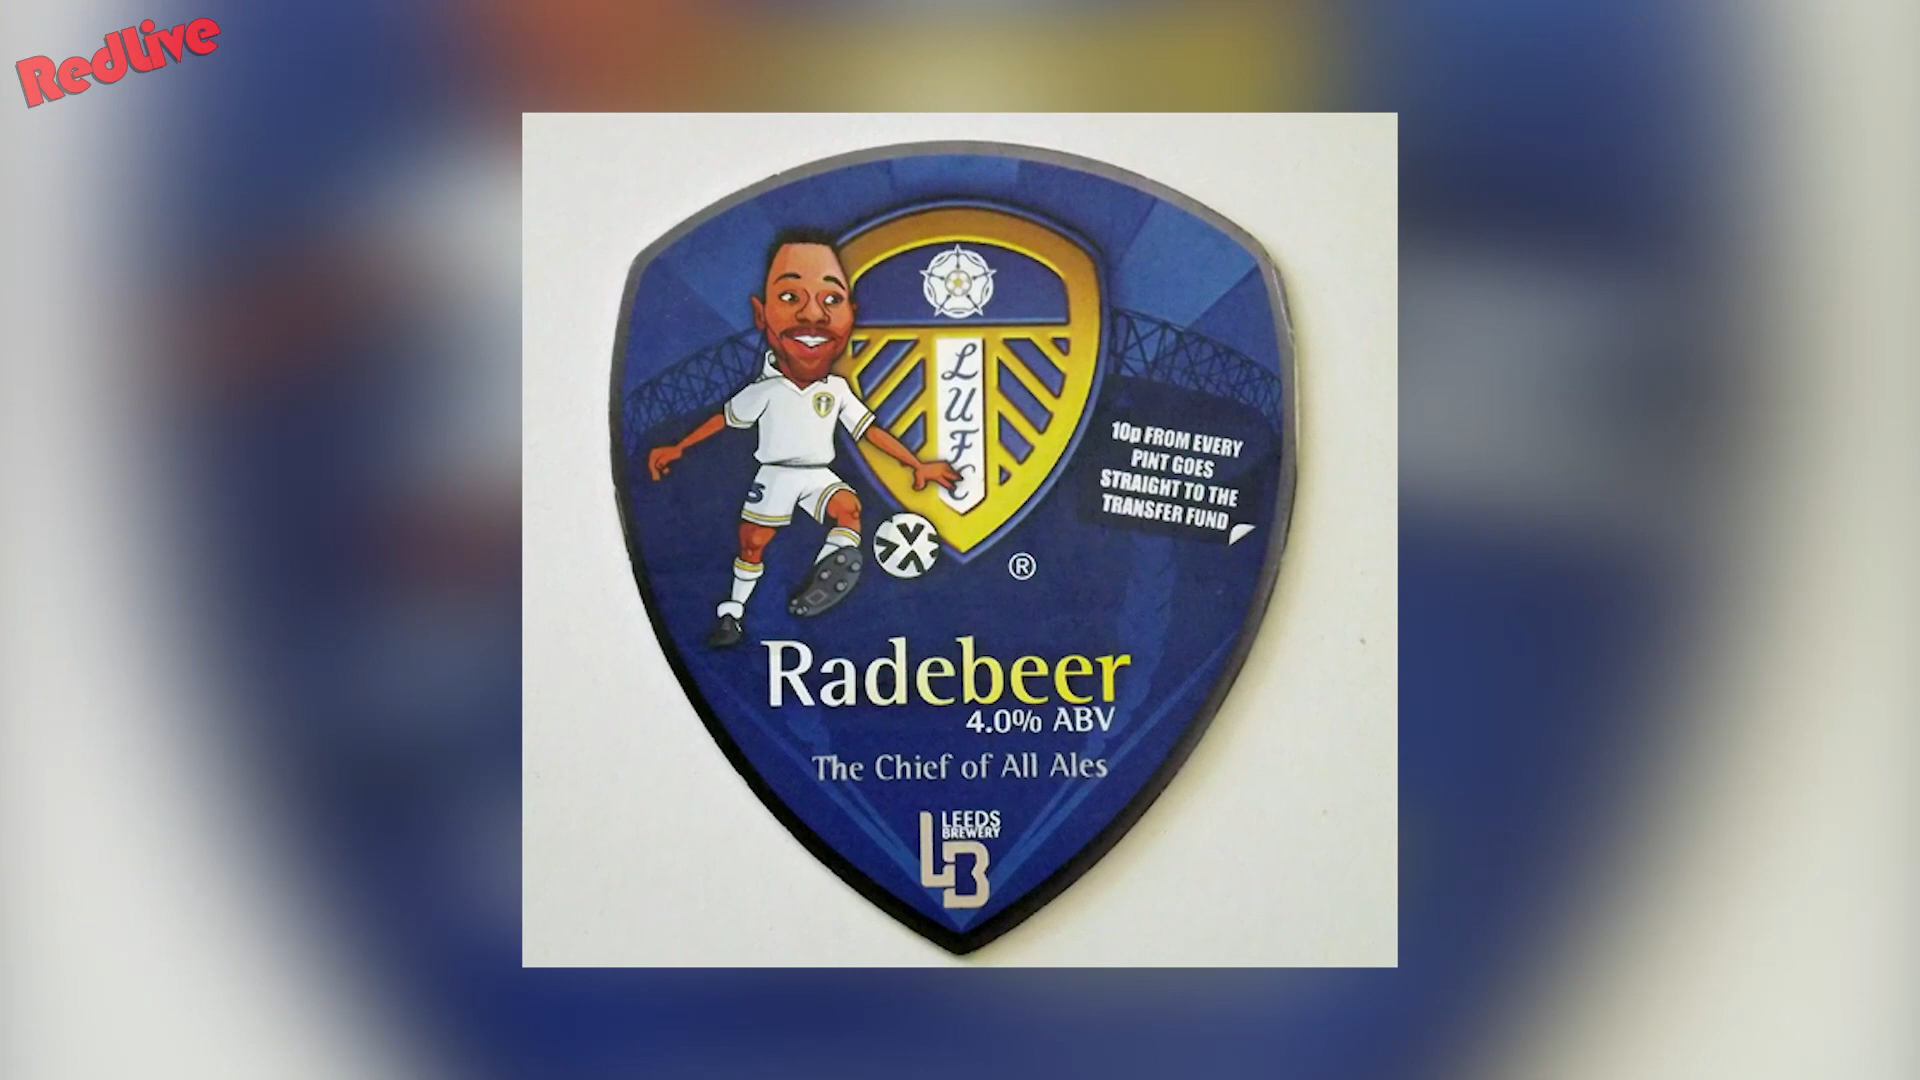 RedLive
L
U
F
C
10p FROM EVERY
PINT GOES
STRAIGHT TO THE
TRANSFER FUND
5
®
Radebeer
4.0% ABV
The Chief of All Ales
LEEDS
BREWERY
LB